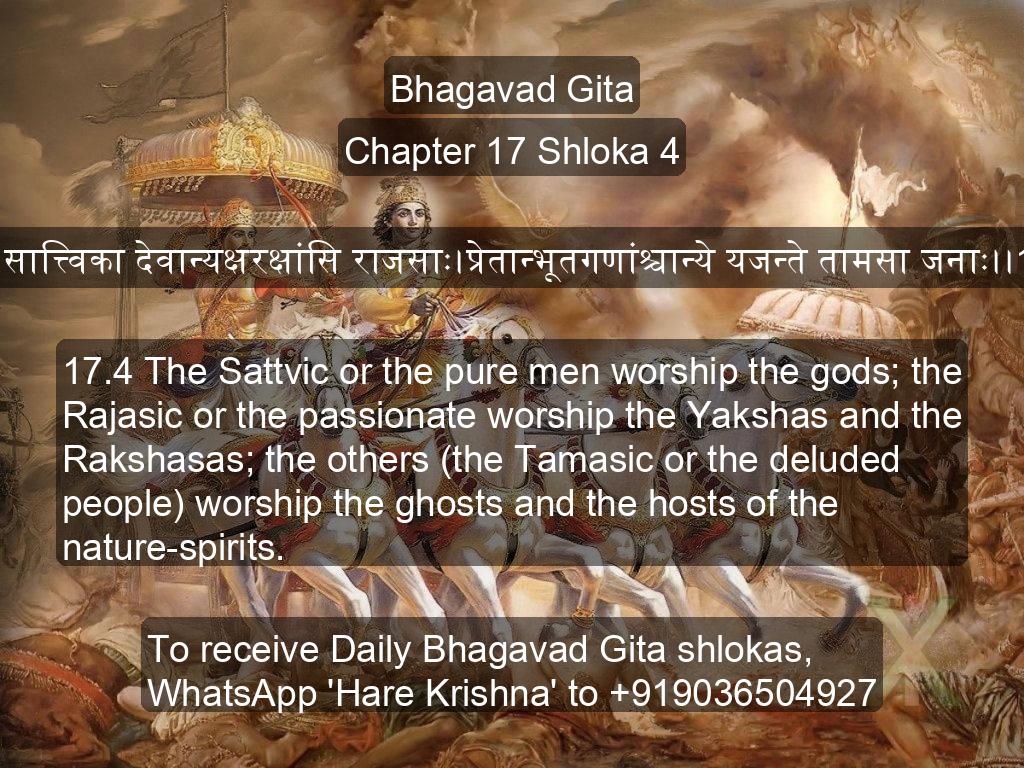 Bhagavad Gita
Chapter 17 Shloka 4
सात्त्विका देवान्यक्षरक्षांसि राजसाः।प्रेतान्भूतगणांश्चान्ये यजन्ते तामसा जनाः।।
17.4 The Sattvic or the pure men worship the gods; the
Rajasic or the passionate worship the Yakshas and the
Rakshasas; the others (the Tamasic or the deluded
people) worship the ghosts and the hosts of the
nature-spirits.
To receive Daily Bhagavad Gita shlokas,
WhatsApp 'Hare Krishna' to +919036504927